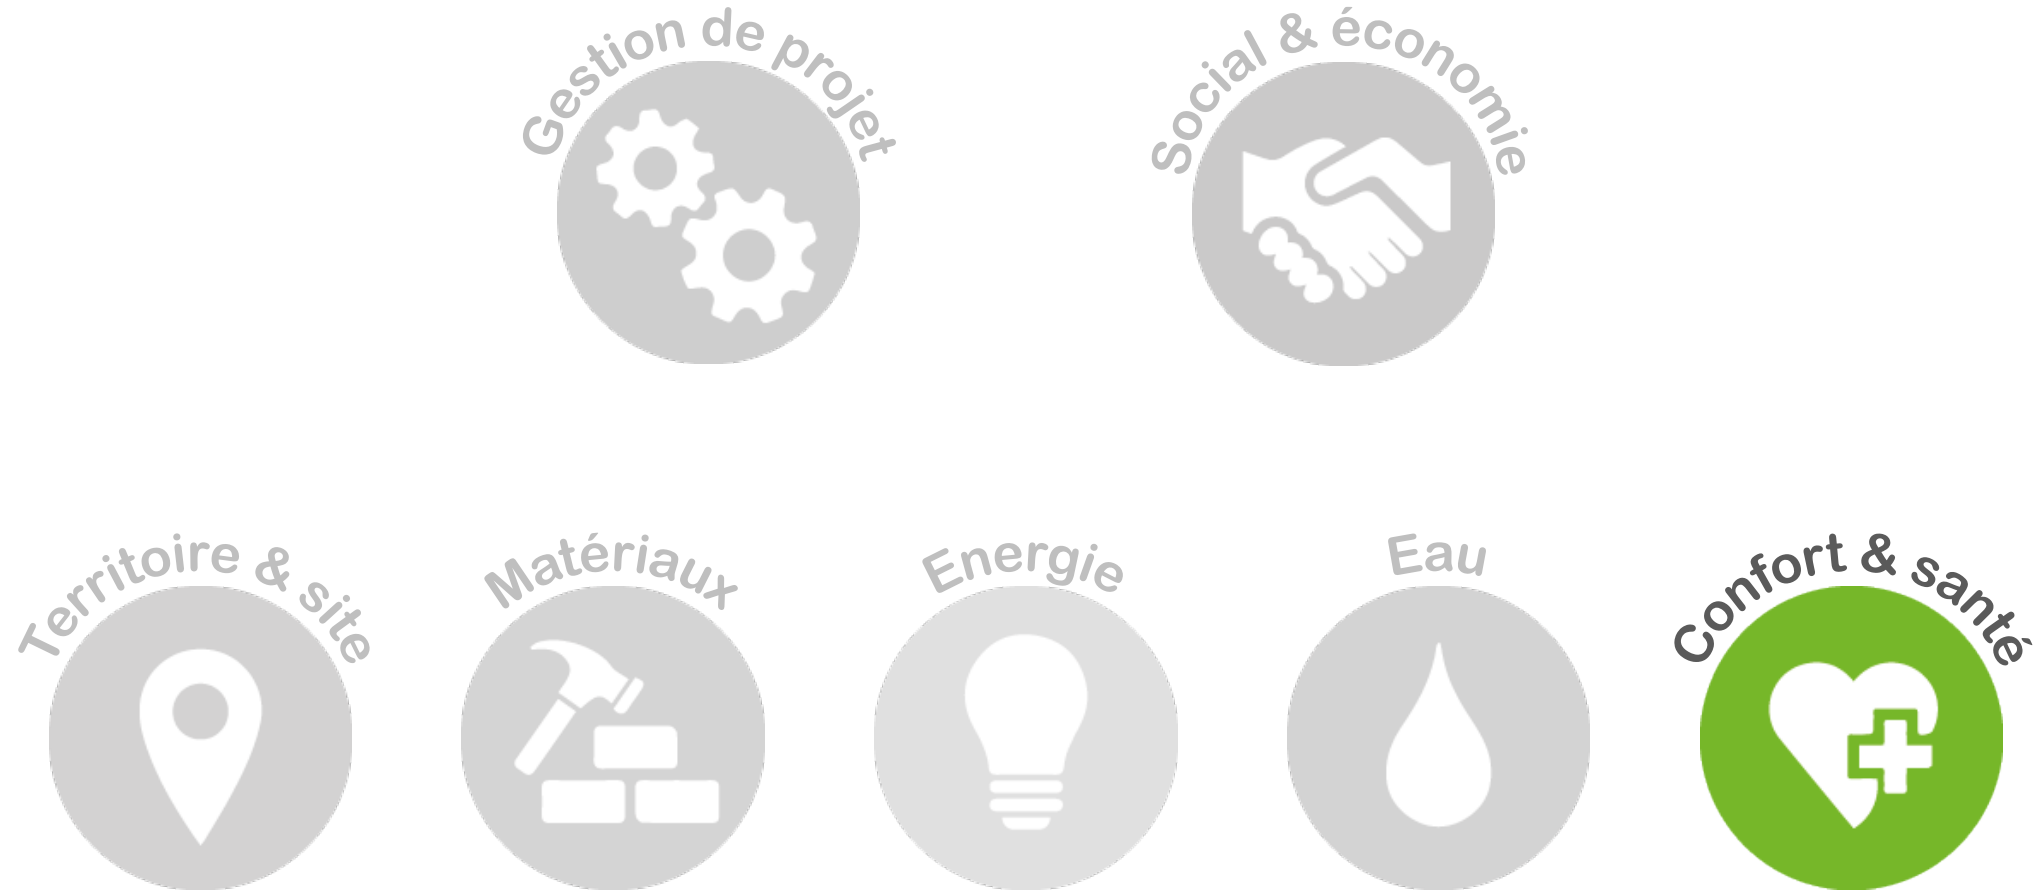 Gestion de projet
Social & économie
Territoire & site
Matériaux
Energie
Eau
Confort & santé